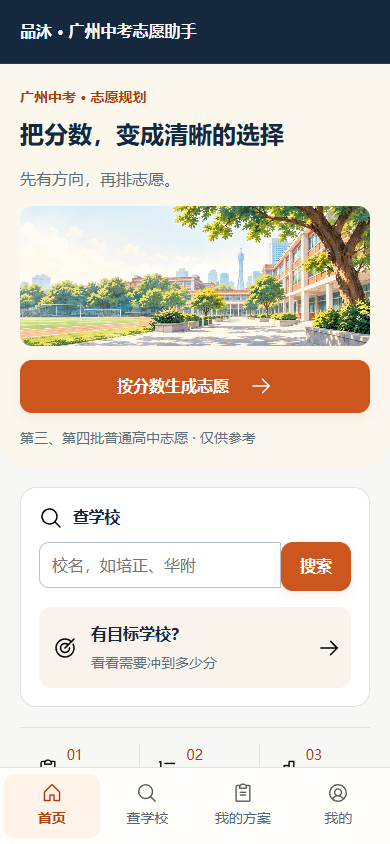 品沐 • 广州中考志愿助手
广州中考 • 志愿规划
把分数，变成清晰的选择
先有方向，再排志愿。
按分数生成志愿
第三、第四批普通高中志愿 · 仅供参考
查学校
校名，如培正、华附
搜索
有目标学校？
看看需要冲到多少分
01
02
03
首页
查学校
我的方案
我的